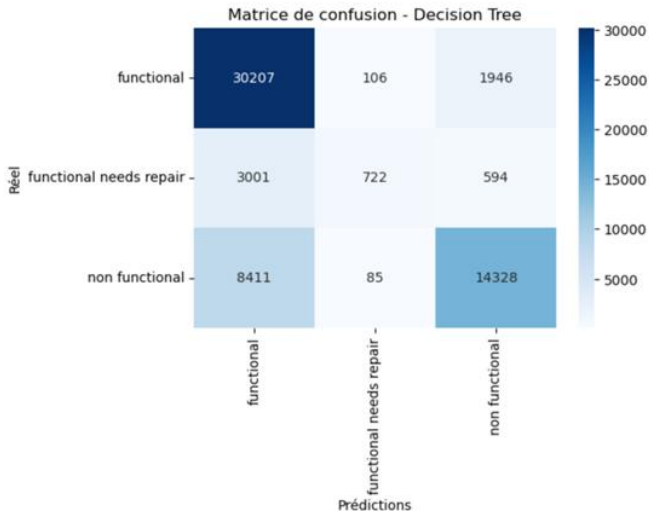 Matrice de confusion - Decision Tree
Réel
functional
30207 106 1946
functional needs repair
3001 722 594
non functional
8411 85 14328
functional
functional needs repair
non functional
Prédictions
30000
25000
20000
15000
10000
5000